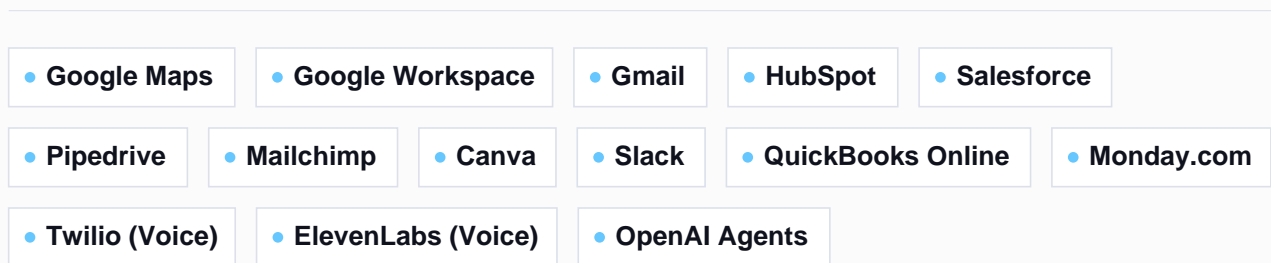 Google Maps Google Workspace Gmail HubSpot Salesforce
Pipedrive Mailchimp Canva Slack QuickBooks Online Monday.com
Twilio (Voice) ElevenLabs (Voice) OpenAI Agents